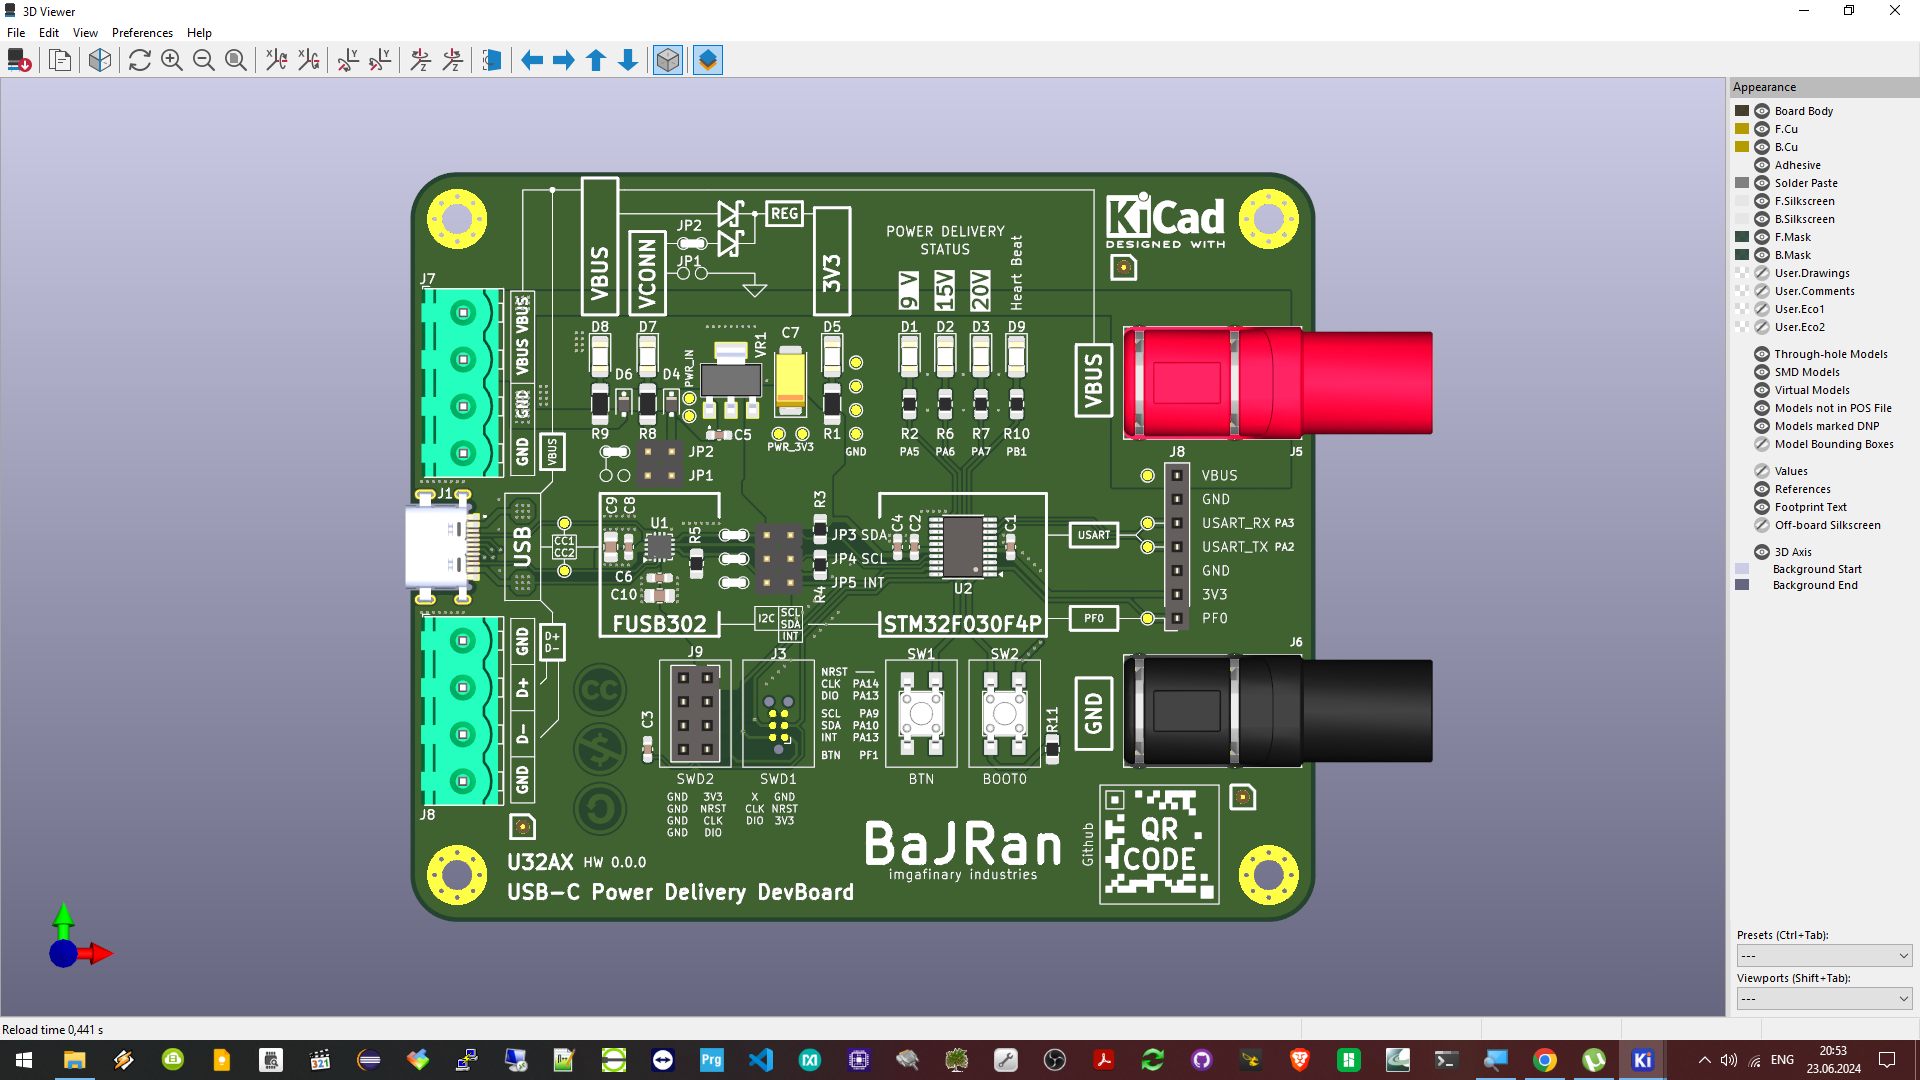 3D Viewer
File Edit View Preferences Help
Appearance
Board Body
F.Cu
B.Cu
Adhesive
Solder Paste
F.Silkscreen
B.Silkscreen
F.Mask
B.Mask
User.Drawings
User.Comments
User.Eco1
User.Eco2
Through-hole Models
SMD Models
Virtual Models
Models not in POS File
Models marked DNP
Model Bounding Boxes
Values
References
Footprint Text
Off-board Silkscreen
3D Axis
Background Start
Background End
Presets (Ctrl+Tab):
---
Viewports (Shift+Tab):
---
VBUS
VCONN
JP2
JP1
REG
3V3
POWER DELIVERY
STATUS
9 V
15V
20V
Heart Beat
KiCad
DESIGNED WITH
J7
VBUS
VBUS
GND
GND
VBUS
D8 D7 D5 D1 D2 D3 D9
D6 D4
PWR_IN
VR1
C7
C5
PWR_3V3
R9 R8 R1 R2 R6 R7 R10
GND PA5 PA6 PA7 PB1
JP2
JP1
VBUS
J5
J1
USB
CC1
CC2
C9
C8
U1
R5
C6
C10
FUSB302
R3
JP3 SDA
JP4 SCL
JP5 INT
R4
I2C
SCL
SDA
INT
C4
C2
C1
U2
STM32F030F4P
USART
PF0
J8
VBUS
GND
USART_RX PA3
USART_TX PA2
GND
3V3
PF0
J6
GND
GND
D+
D-
GND
D+
D-
J8
J9
J3
C3
SWD2
SWD1
NRST
CLK PA14
DIO PA13
SCL PA9
SDA PA10
INT PA13
BTN PF1
GND 3V3 X GND
GND NRST CLK NRST
GND CLK DIO 3V3
GND DIO
SW1
SW2
BTN
BOOT0
R11
U32AX HW 0.0.0
USB-C Power Delivery DevBoard
BaJRan
imgafinary industries
Github
QR
CODE
Reload time 0,441 s
321
Prg
Ki
ENG
20:53
23.06.2024